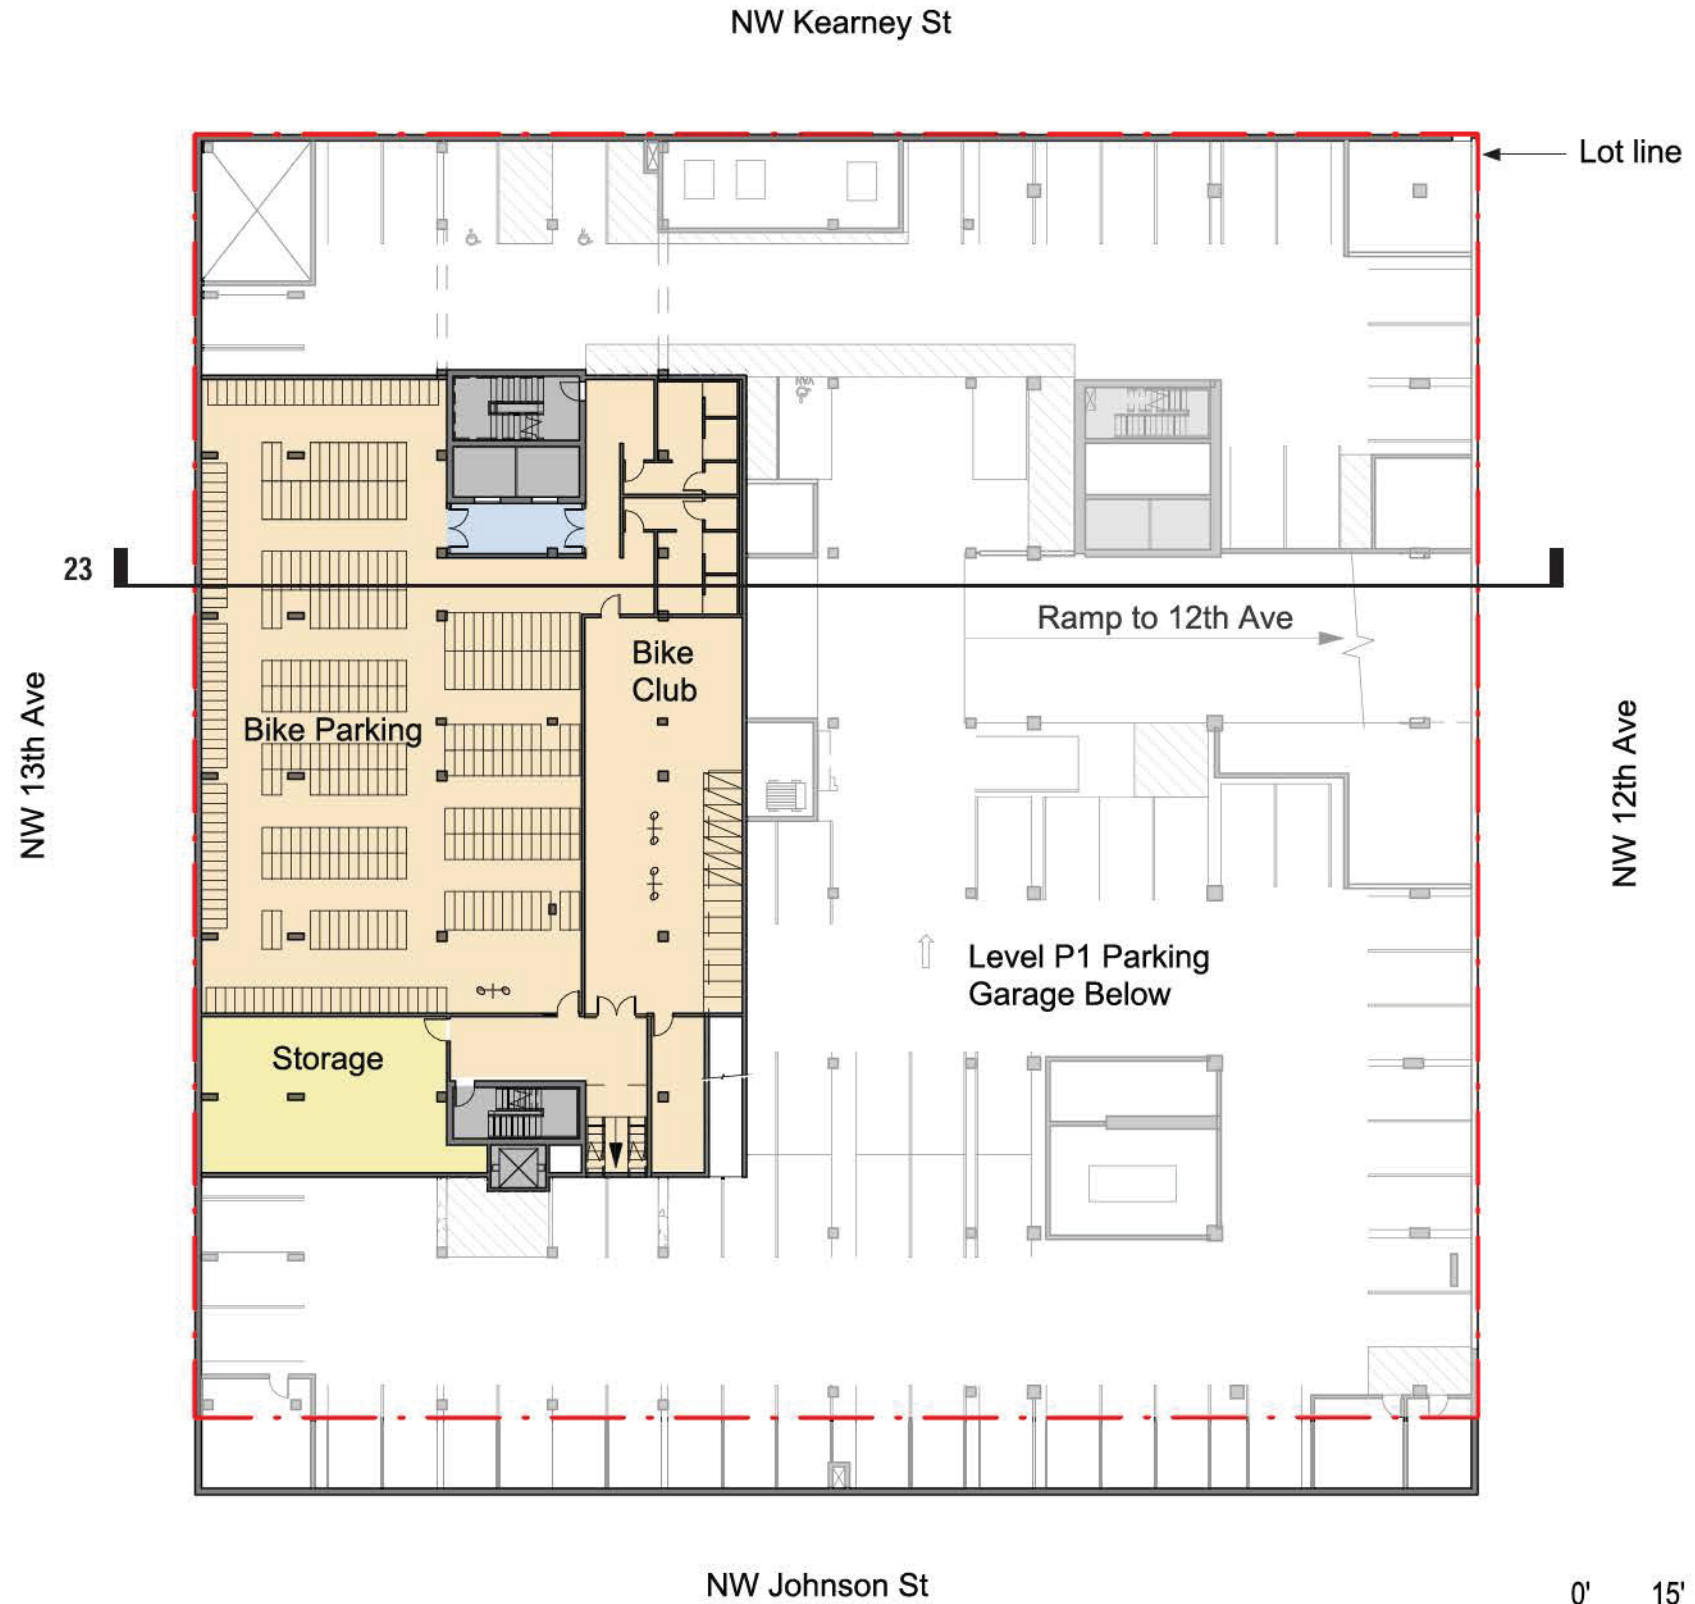 NW Kearney St
Lot line
23
Ramp to 12th Ave
Bike
Club
NW 13th Ave
Bike Parking
NW 12th Ave
Level P1 Parking
Garage Below
Storage
VAN
NW Johnson St
0' 15'